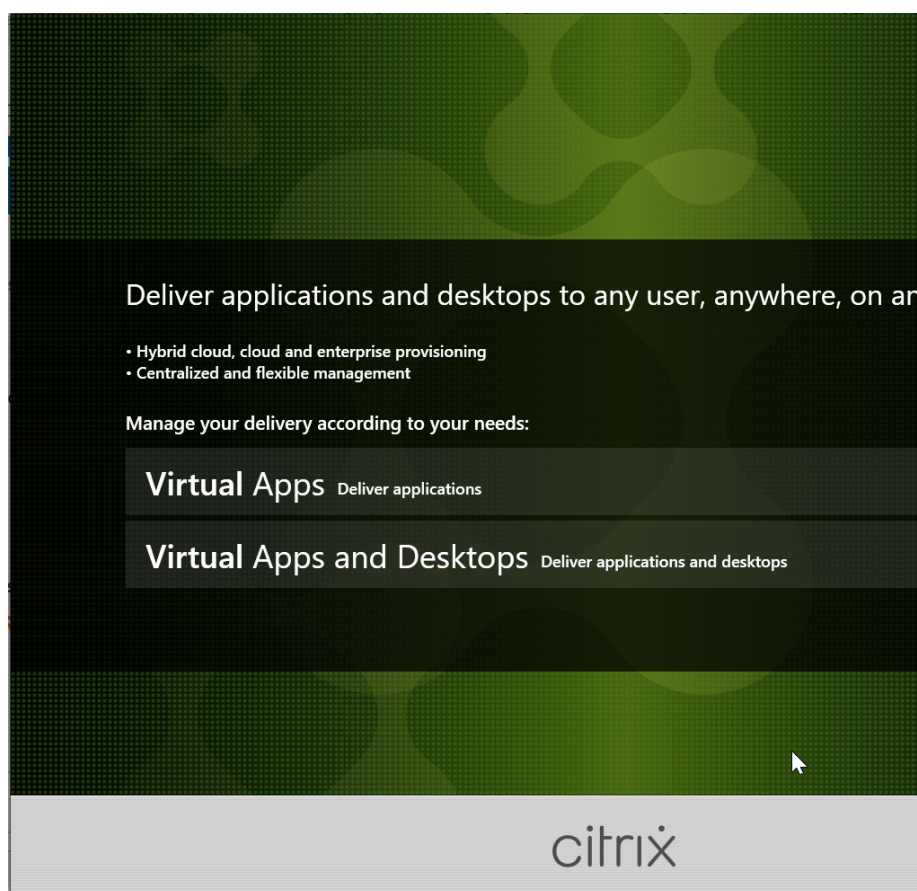 Deliver applications and desktops to any user, anywhere, on
• Hybrid cloud, cloud and enterprise provisioning
• Centralized and flexible management
Manage your delivery according to your needs:
Virtual Apps Deliver applications
Virtual Apps and Desktops Deliver applications and desktops
citrix